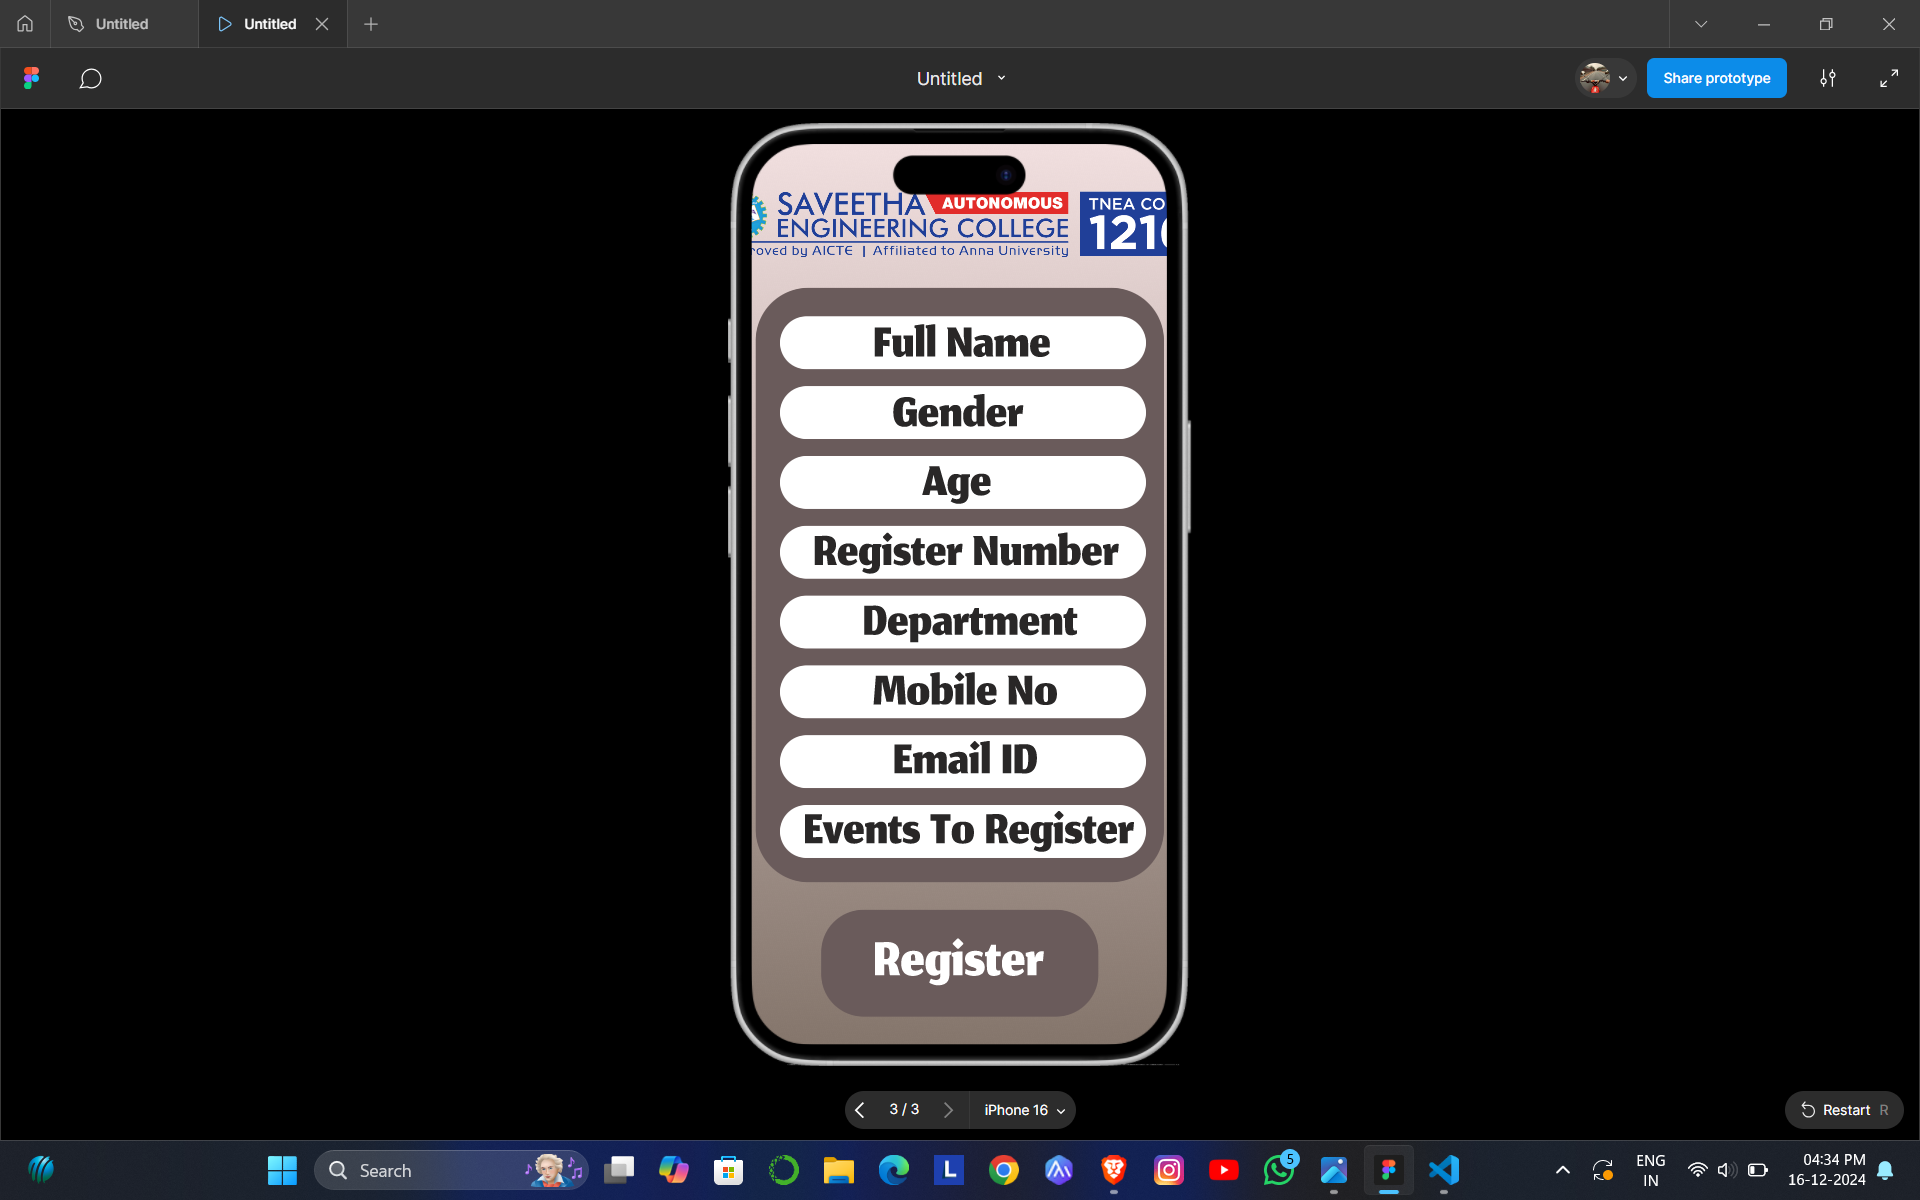 Untitled
Untitled
Untitled
Share prototype
SAVEETHA AUTONOMOUS
ENGINEERING COLLEGE
oved by AICTE | Affiliated to Anna University
TNEA CO
121
Full Name
Gender
Age
Register Number
Department
Mobile No
Email ID
Events To Register
Register
3 / 3
iPhone 16
Restart R
Search
L
5
ENG
IN
04:34 PM
16-12-2024